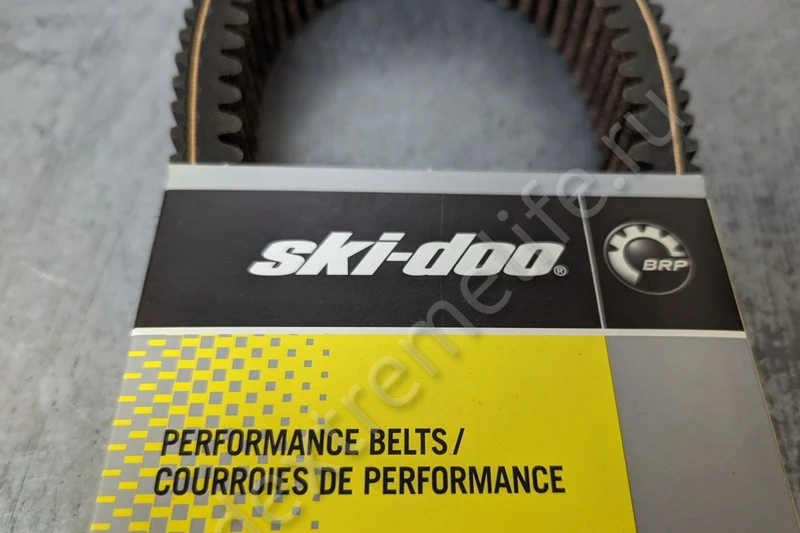 ski-doo®
BRP
PERFORMANCE BELTS/
COURROIES DE PERFORMANCE